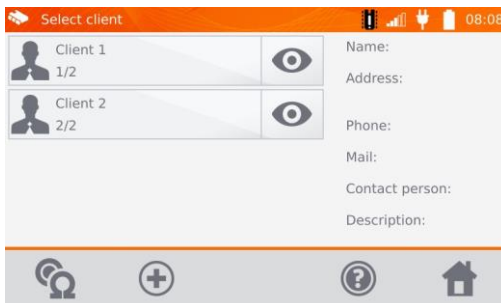 Select client
08:08
Client 1
1/2
Client 2
2/2
Name:
Address:
Phone:
Mail:
Contact person:
Description: